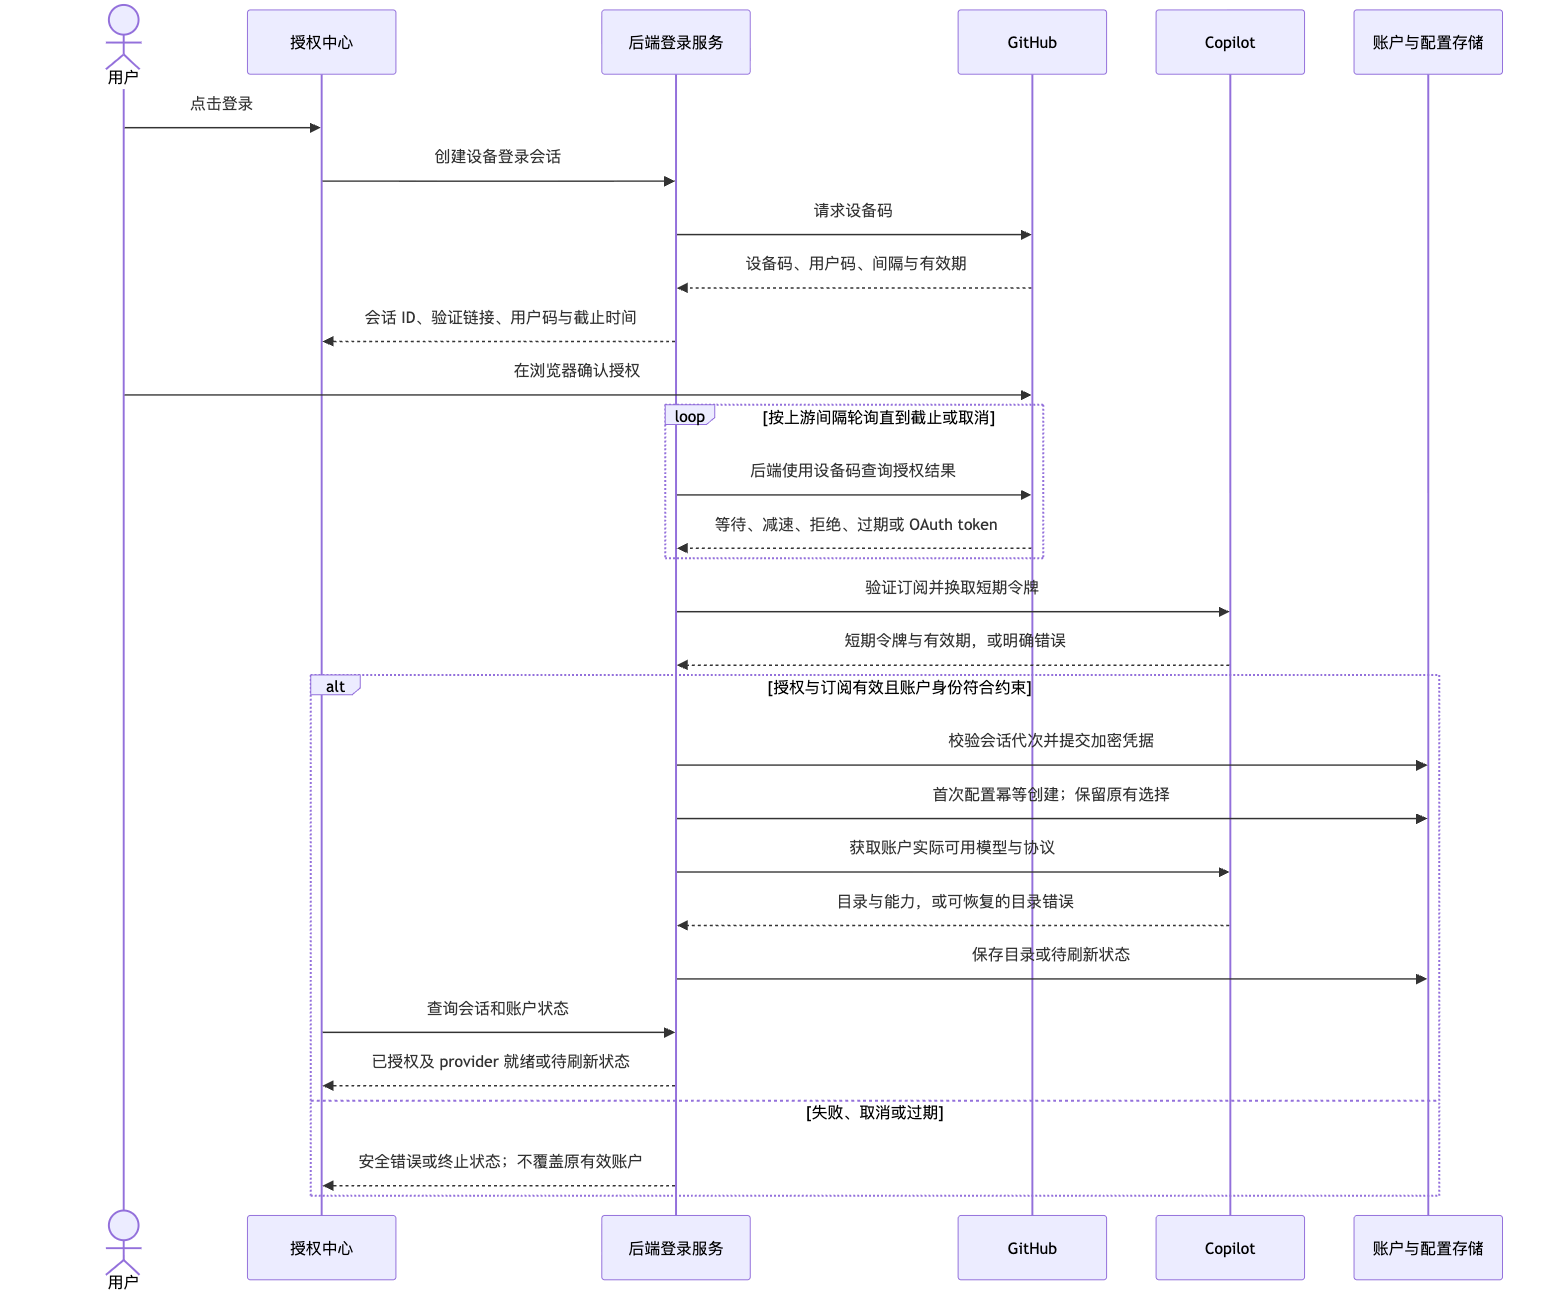 用户
授权中心
后端登录服务
GitHub
Copilot
账户与配置存储
点击登录
创建设备登录会话
请求设备码
设备码、用户码、间隔与有效期
会话 ID、验证链接、用户码与截止时间
在浏览器确认授权
loop
[按上游间隔轮询直到截止或取消]
后端使用设备码查询授权结果
等待、减速、拒绝、过期或 OAuth token
验证订阅并换取短期令牌
短期令牌与有效期，或明确错误
alt
[授权与订阅有效且账户身份符合约束]
校验会话代次并提交加密凭据
首次配置幂等创建；保留原有选择
获取账户实际可用模型与协议
目录与能力，或可恢复的目录错误
保存目录或待刷新状态
查询会话和账户状态
已授权及 provider 就绪或待刷新状态
[失败、取消或过期]
安全错误或终止状态；不覆盖原有效账户
用户
授权中心
后端登录服务
GitHub
Copilot
账户与配置存储